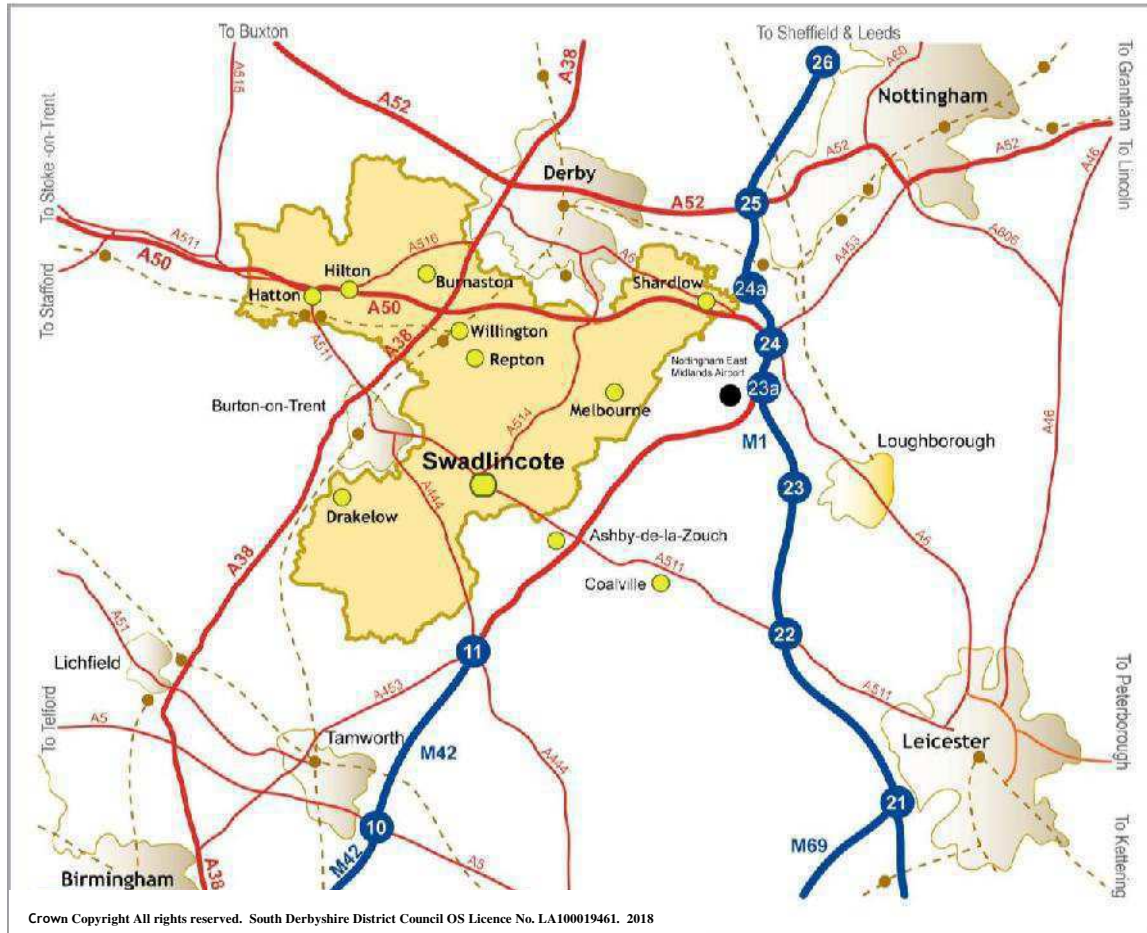 To Buxton
To Sheffield & Leeds
A38
26
A60
A515
To Grantham
Nottingham
A52
To Stoke -on-Trent
Derby
A52
A52
A52
A46
To Lincoln
25
A511
A516
A453
A606
A50
Hilton
Burnaston
A6
Shardlow
24a
To Stafford
Hatton
A50
Willington
24
A511
A38
Repton
Nottingham East
Midlands Airport
23a
Burton-on-Trent
Melbourne
A514
M1
A46
Loughborough
Swadlincote
23
Drakelow
A444
A38
Ashby-de-la-Zouch
A6
Coalville
A511
A51
22
Lichfield
11
A453
A511
To Peterborough
To Telford
A5
Tamworth
M42
Leicester
A444
21
10
M69
M42
A5
To Kettering
Birmingham
A38
Crown Copyright All rights reserved. South Derbyshire District Council OS Licence No. LA100019461. 2018